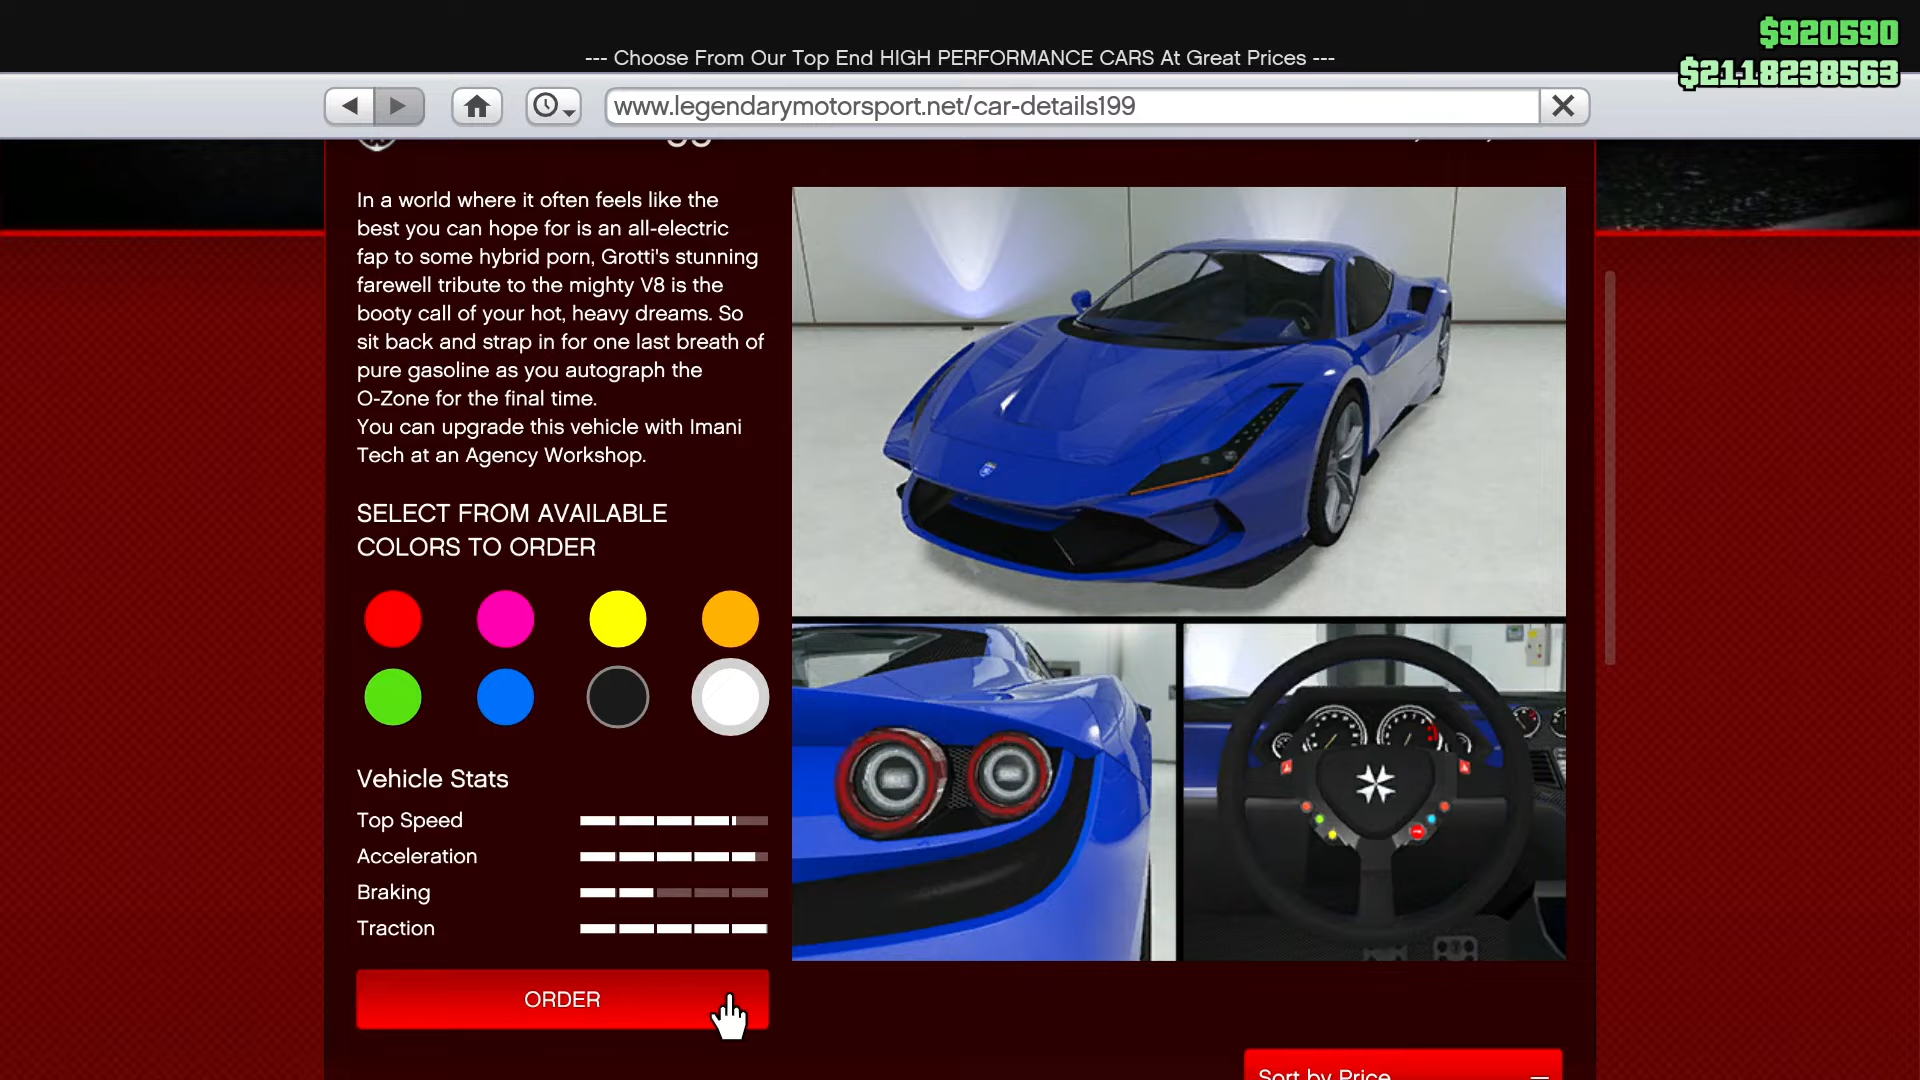 $920590
--- Choose From Our Top End HIGH PERFORMANCE CARS At Great Prices ---
$2118238563
www.legendarymotorsport.net/car-details199
In a world where it often feels like the
best you can hope for is an all-electric
fap to some hybrid porn, Grotti's stunning
farewell tribute to the mighty V8 is the
booty call of your hot, heavy dreams. So
sit back and strap in for one last breath of
pure gasoline as you autograph the
O-Zone for the final time.
You can upgrade this vehicle with Imani
Tech at an Agency Workshop.
SELECT FROM AVAILABLE
COLORS TO ORDER
Vehicle Stats
Top Speed
Acceleration
Braking
Traction
ORDER
Sort by Price